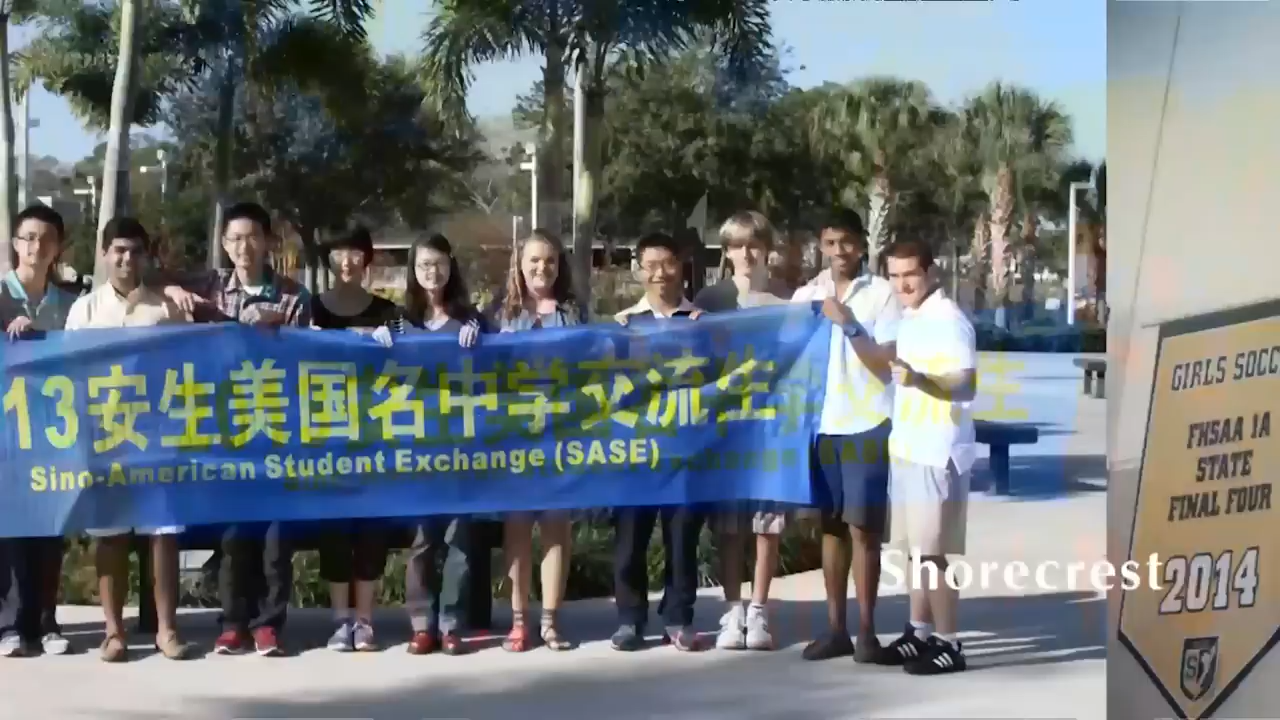 13安生美国名中学交流生
Sino-American Student Exchange (SASE)
Shorecrest
GIRLS SOCC
FHSAA 1A
STATE
FINAL FOUR
2014